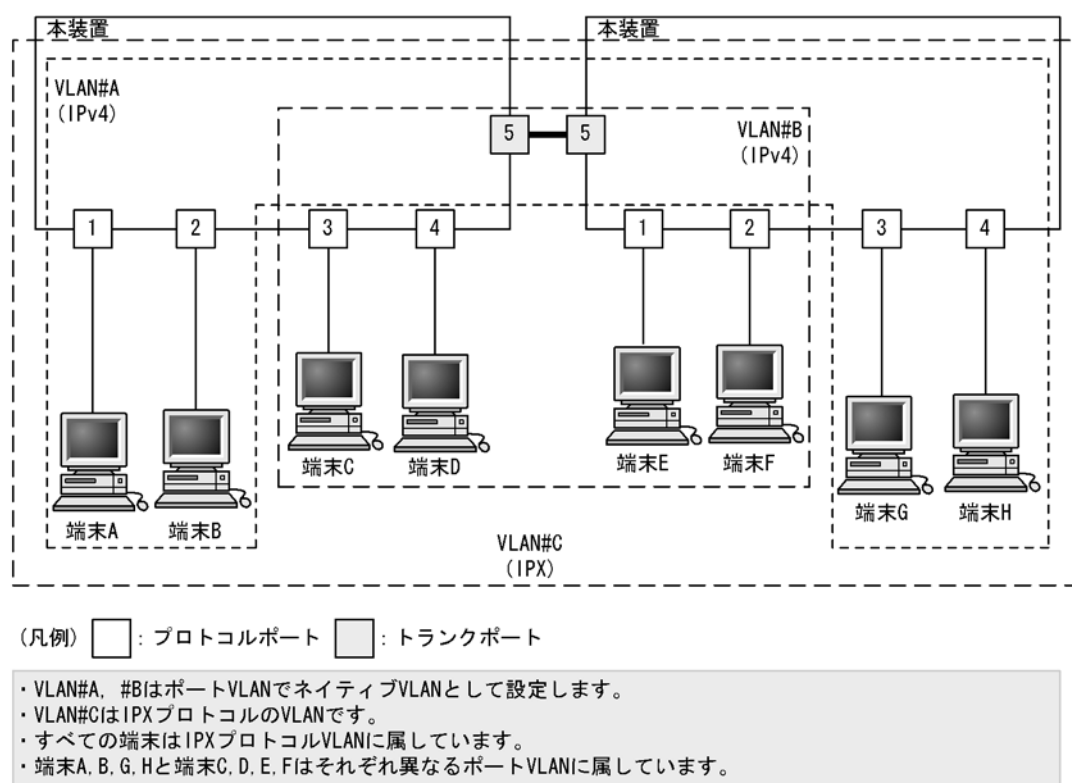 本装置
本装置
VLAN#A
(IPv4)
VLAN#B
(IPv4)
5
5
1
2
3
4
1
2
3
4
端末A
端末B
端末C
端末D
端末E
端末F
端末G
端末H
VLAN#C
(IPX)
(凡例) : プロトコルポート : トランクポート
・VLAN#A, #BはポートVLANでネイティブVLANとして設定します。
・VLAN#CはIPXプロトコルのVLANです。
・すべての端末はIPXプロトコルVLANに属しています。
・端末A,B,G,Hと端末C,D,E,Fはそれぞれ異なるポートVLANに属しています。